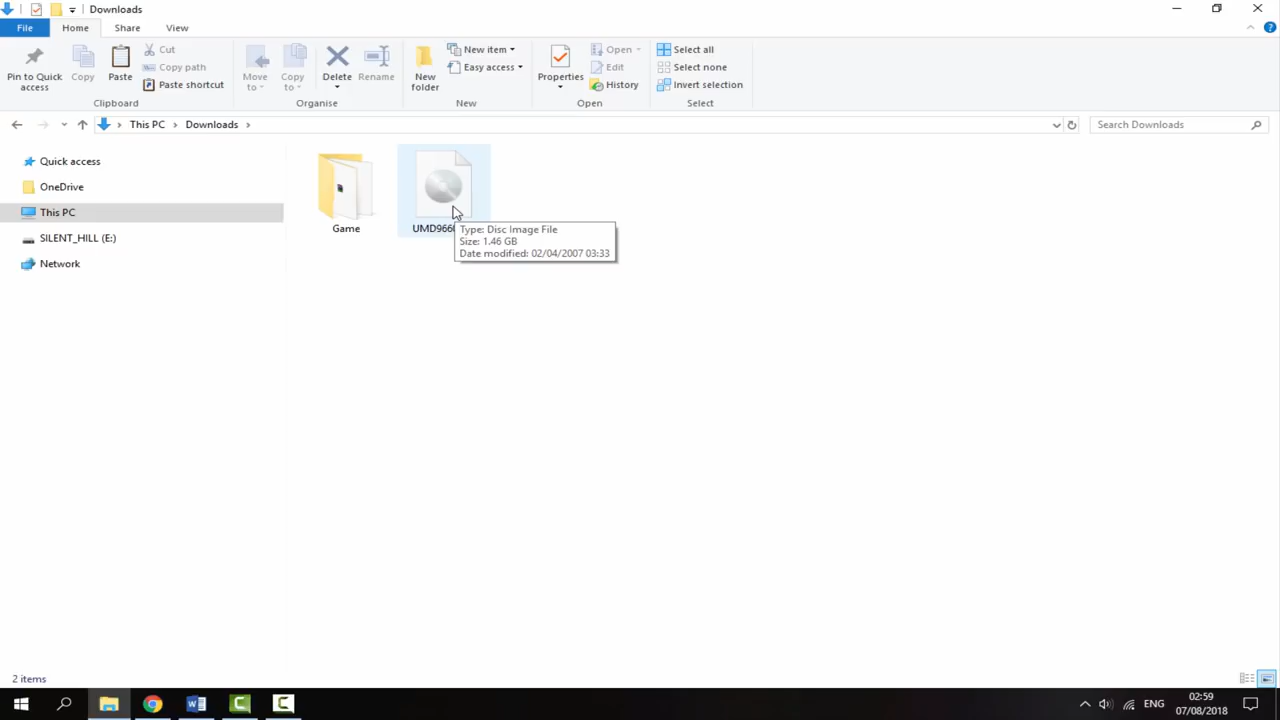 Downloads
File Home Share View
Pin to Quick access
Copy
Paste
Cut
Copy path
Paste shortcut
Move to
Copy to
Delete
Rename
New folder
New item
Easy access
Properties
Open
Edit
History
Select all
Select none
Invert selection
Clipboard Organise New Open Select
This PC Downloads
Search Downloads
Quick access
OneDrive
This PC
SILENT_HILL (E:)
Network
Game
Type: Disc Image File
Size: 1.46 GB
Date modified: 02/04/2007 03:33
2 items
ENG
02:59
07/08/2018